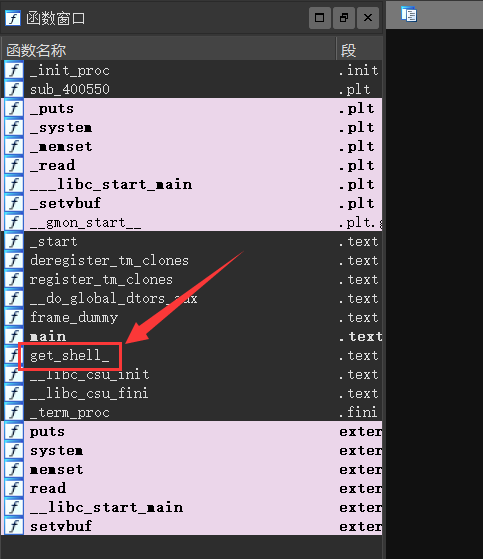 函数窗口
函数名称 段
_init_proc .init
sub_400550 .plt
_puts .plt
_system .plt
_memset .plt
_read .plt
___libc_start_main .plt
_setvbuf .plt
__gmon_start__ .plt.g
_start .text
deregister_tm_clones .text
register_tm_clones .text
__do_global_dtors_aux .text
frame_dummy .text
main .text
get_shell_ .text
__libc_csu_init .text
__libc_csu_fini .text
_term_proc .fini
puts exter
system exter
memset exter
read exter
__libc_start_main exter
setvbuf exter